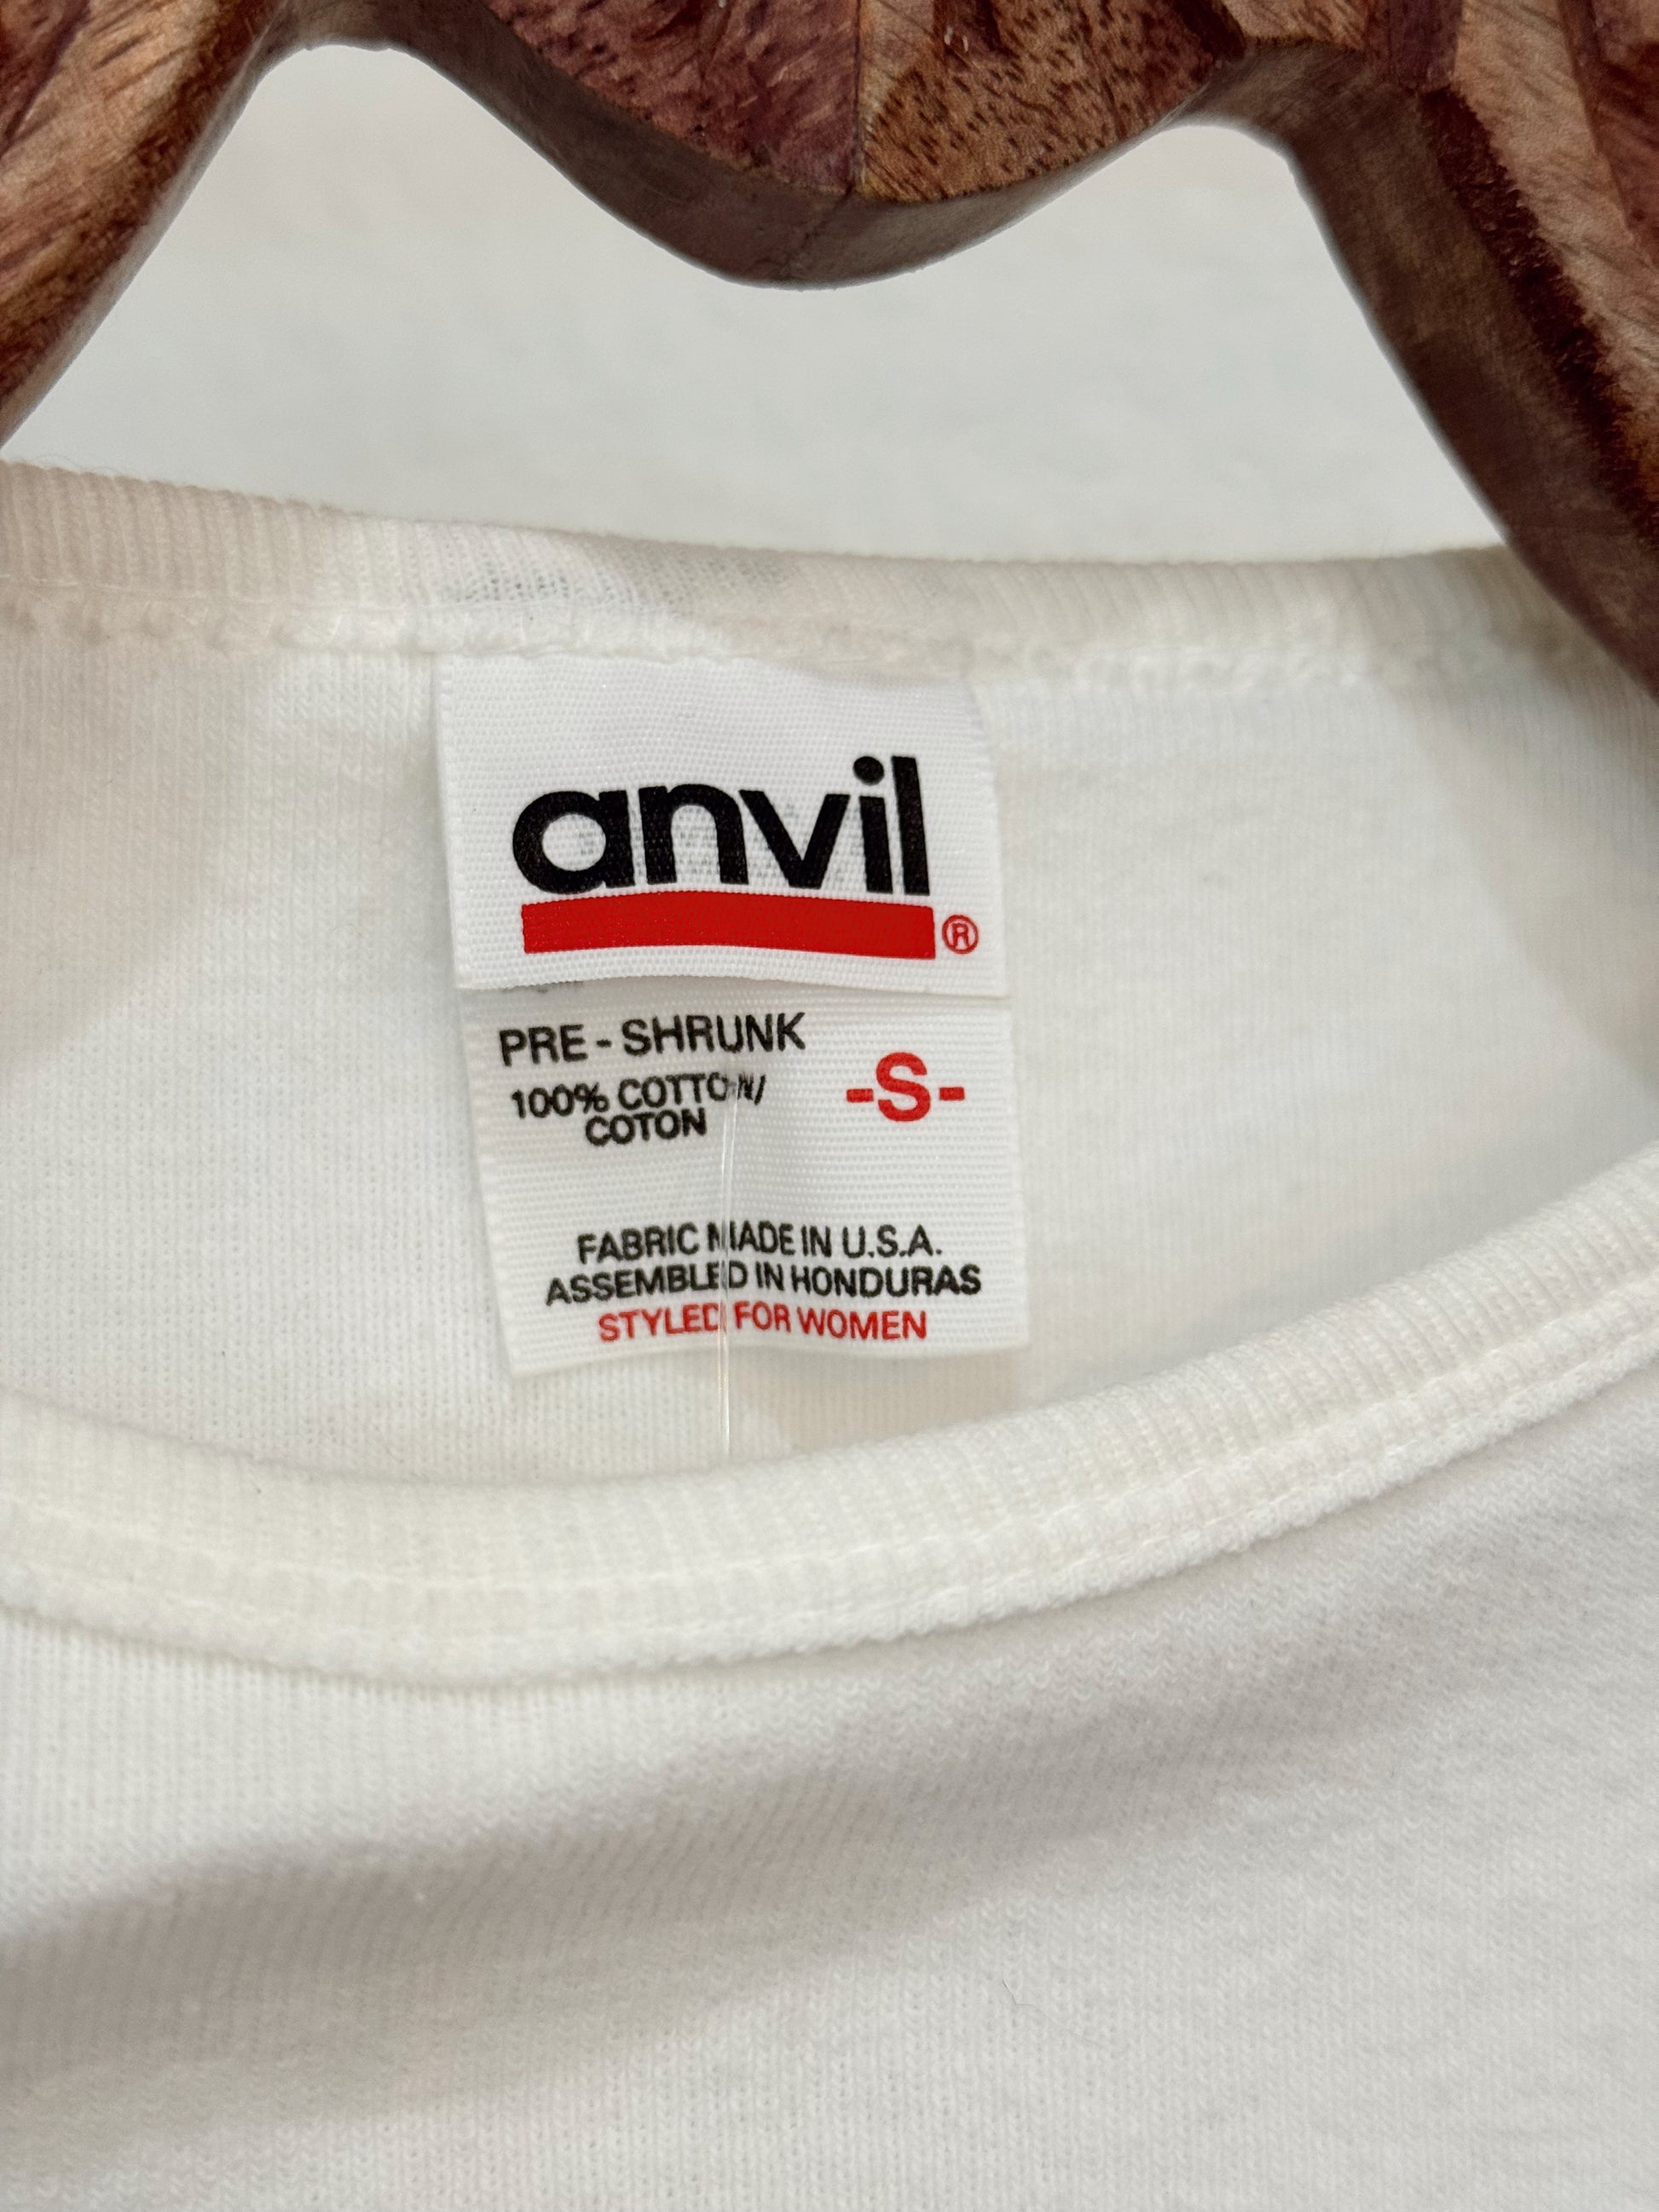 anvil®
PRE - SHRUNK
-S-
100% COTTON/
COTON
FABRIC MADE IN U.S.A.
ASSEMBLED IN HONDURAS
STYLED FOR WOMEN